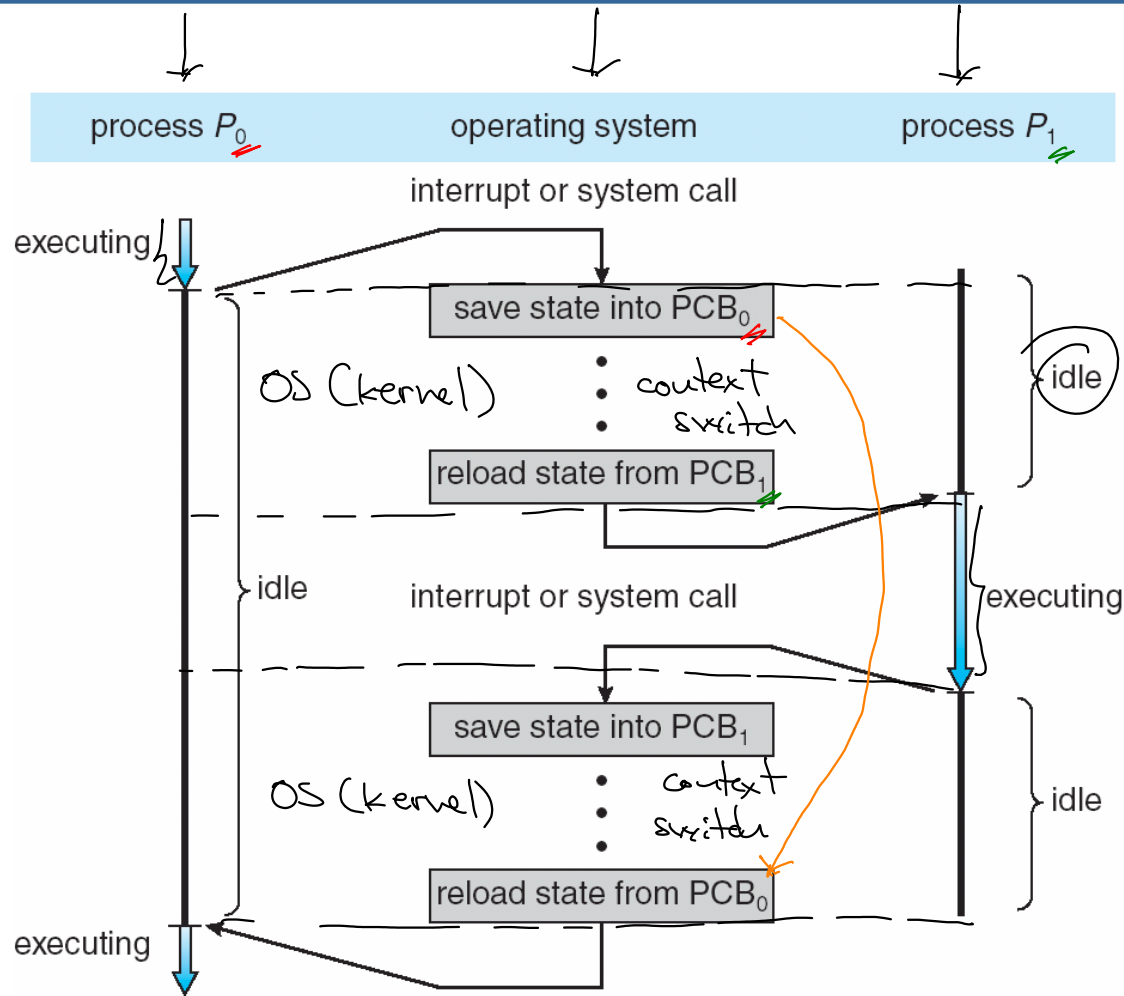 process P₀ operating system process P₁
interrupt or system call
executing
save state into PCB₀
OS (kernel) context switch
idle
reload state from PCB₁
idle
interrupt or system call
executing
save state into PCB₁
OS (kernel) context switch
idle
reload state from PCB₀
executing